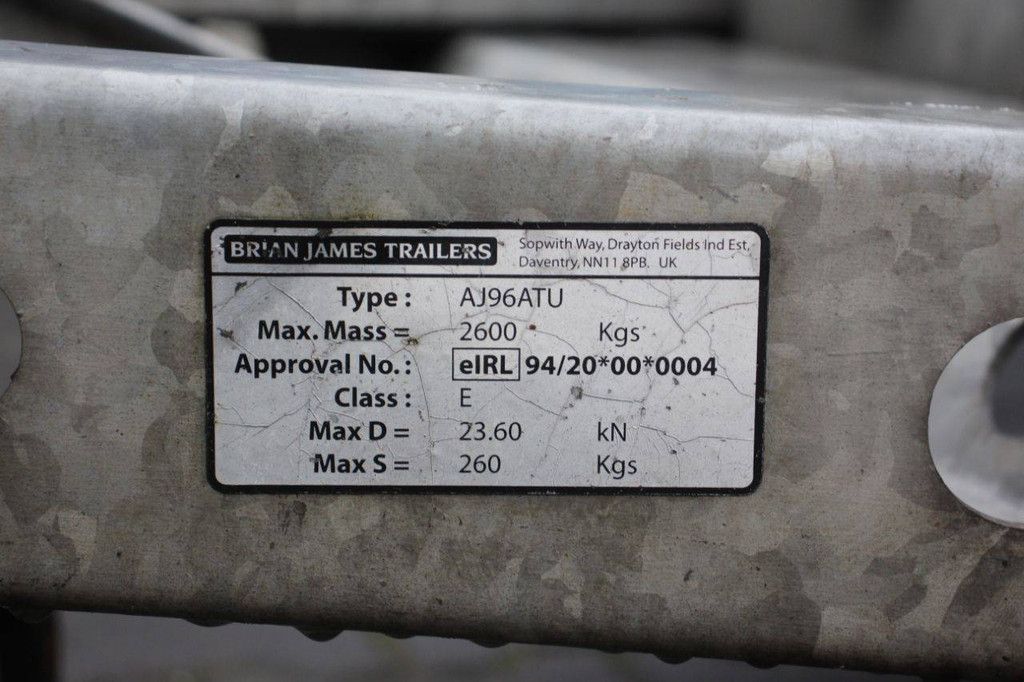 BRIAN JAMES TRAILERS
Sopwith Way, Drayton Fields Ind Est,
Daventry, NN11 8PB. UK
Type : AJ96ATU
Max. Mass = 2600 Kgs
Approval No. : eIRL 94/20*00*0004
Class : E
Max D = 23.60 kN
Max S = 260 Kgs